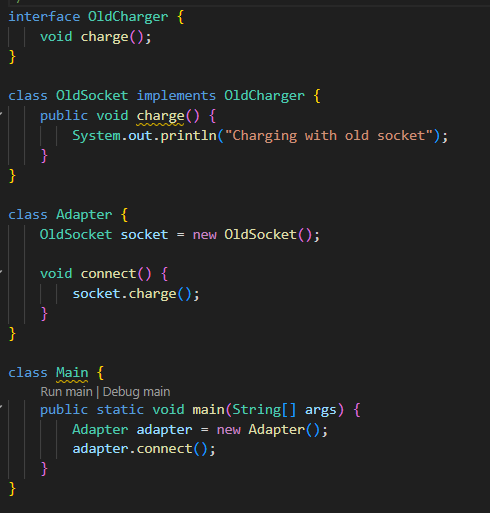 interface OldCharger {
    void charge();
}

class OldSocket implements OldCharger {
    public void charge() {
        System.out.println("Charging with old socket");
    }
}

class Adapter {
    OldSocket socket = new OldSocket();

    void connect() {
        socket.charge();
    }
}

class Main {
    Run main | Debug main
    public static void main(String[] args) {
        Adapter adapter = new Adapter();
        adapter.connect();
    }
}